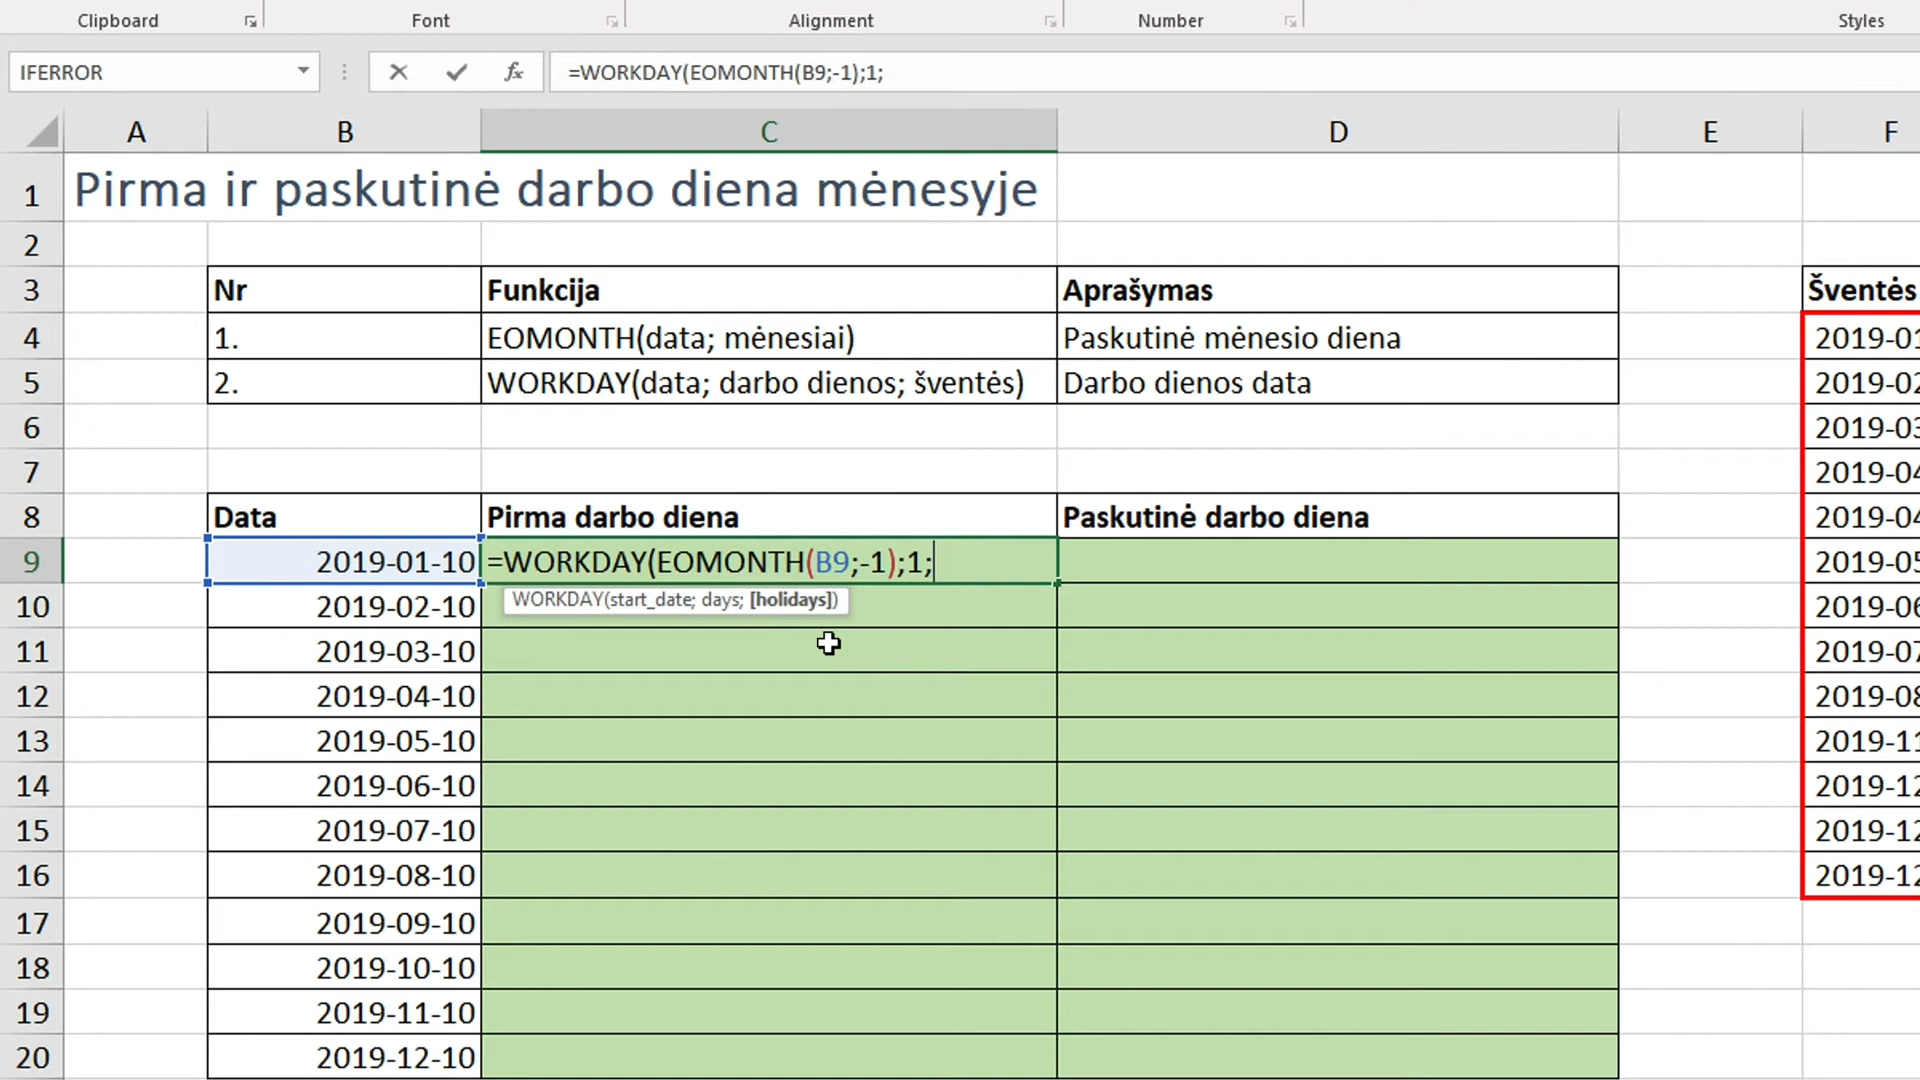 Clipboard Font Alignment Number Styles
IFERROR =WORKDAY(EOMONTH(B9;-1);1;
A B C D E F
1 Pirma ir paskutinė darbo diena mėnesyje
2
3 Nr Funkcija Aprašymas Šventės
4 1. EOMONTH(data; mėnesiai) Paskutinė mėnesio diena 2019-01
5 2. WORKDAY(data; darbo dienos; šventės) Darbo dienos data 2019-02
6 2019-03
7 2019-04
8 Data Pirma darbo diena Paskutinė darbo diena 2019-04
9 2019-01-10 =WORKDAY(EOMONTH(B9;-1);1; 2019-05
WORKDAY(start_date; days; [holidays])
10 2019-02-10 2019-06
11 2019-03-10 2019-07
12 2019-04-10 2019-08
13 2019-05-10 2019-11
14 2019-06-10 2019-12
15 2019-07-10 2019-12
16 2019-08-10 2019-12
17 2019-09-10
18 2019-10-10
19 2019-11-10
20 2019-12-10